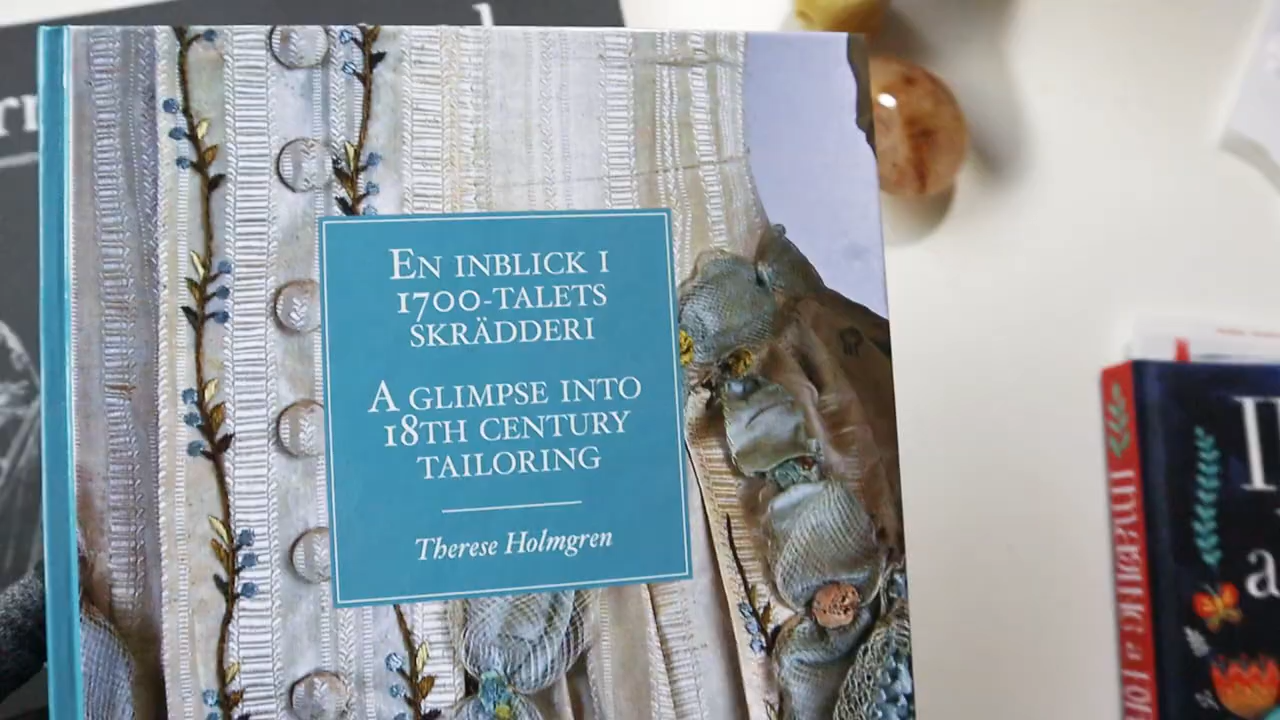 EN INBLICK I
1700-TALETS
SKRÄDDERI
A GLIMPSE INTO
18TH CENTURY
TAILORING
Therese Holmgren